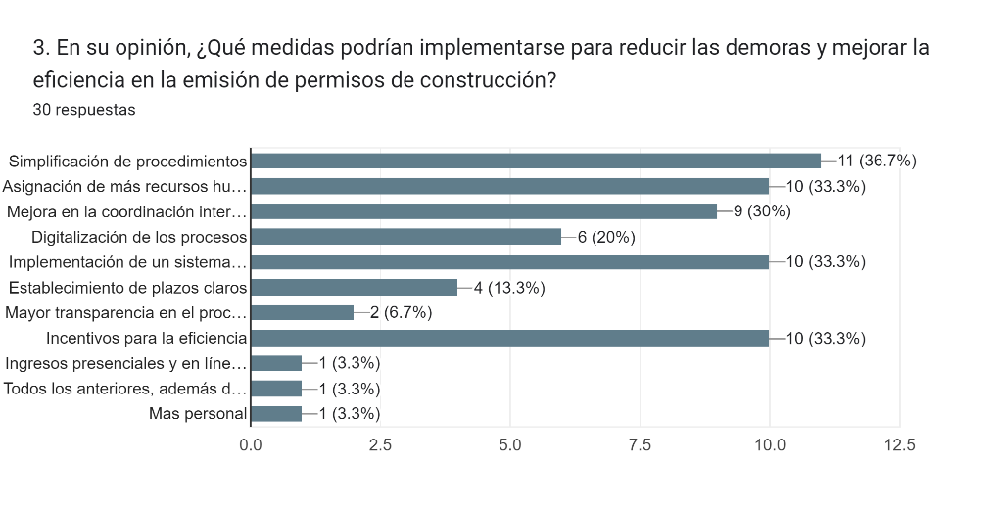 3. En su opinión, ¿Qué medidas podrían implementarse para reducir las demoras y mejorar la
eficiencia en la emisión de permisos de construcción?
30 respuestas
Simplificación de procedimientos 11 (36.7%)
Asignación de más recursos hu… 10 (33.3%)
Mejora en la coordinación inter… 9 (30%)
Digitalización de los procesos 6 (20%)
Implementación de un sistema… 10 (33.3%)
Establecimiento de plazos claros 4 (13.3%)
Mayor transparencia en el proc… 2 (6.7%)
Incentivos para la eficiencia 10 (33.3%)
Ingresos presenciales y en líne… 1 (3.3%)
Todos los anteriores, además d… 1 (3.3%)
Mas personal 1 (3.3%)
0.0 2.5 5.0 7.5 10.0 12.5